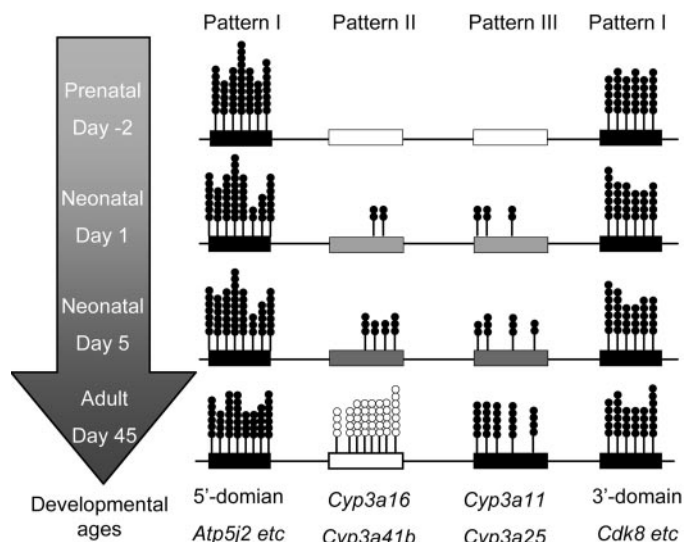 Pattern I Pattern II Pattern III Pattern I
Prenatal
Day -2
Neonatal
Day 1
Neonatal
Day 5
Adult
Day 45
Developmental
ages
5'-domian Cyp3a16 Cyp3a11 3'-domain
Atp5j2 etc Cyp3a41b Cyp3a25 Cdk8 etc